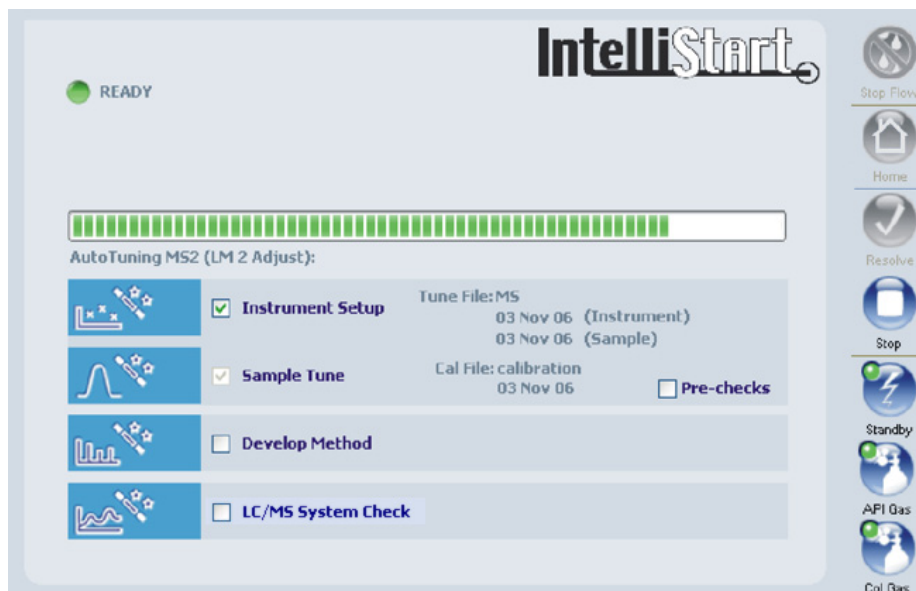 IntelliStart
READY
AutoTuning MS2 (LM 2 Adjust):
Instrument Setup
Tune File: MS
03 Nov 06 (Instrument)
03 Nov 06 (Sample)
Sample Tune
Cal File: calibration
03 Nov 06
Pre-checks
Develop Method
LC/MS System Check
Stop Flow
Home
Resolve
Stop
Standby
API Gas
Col Gas